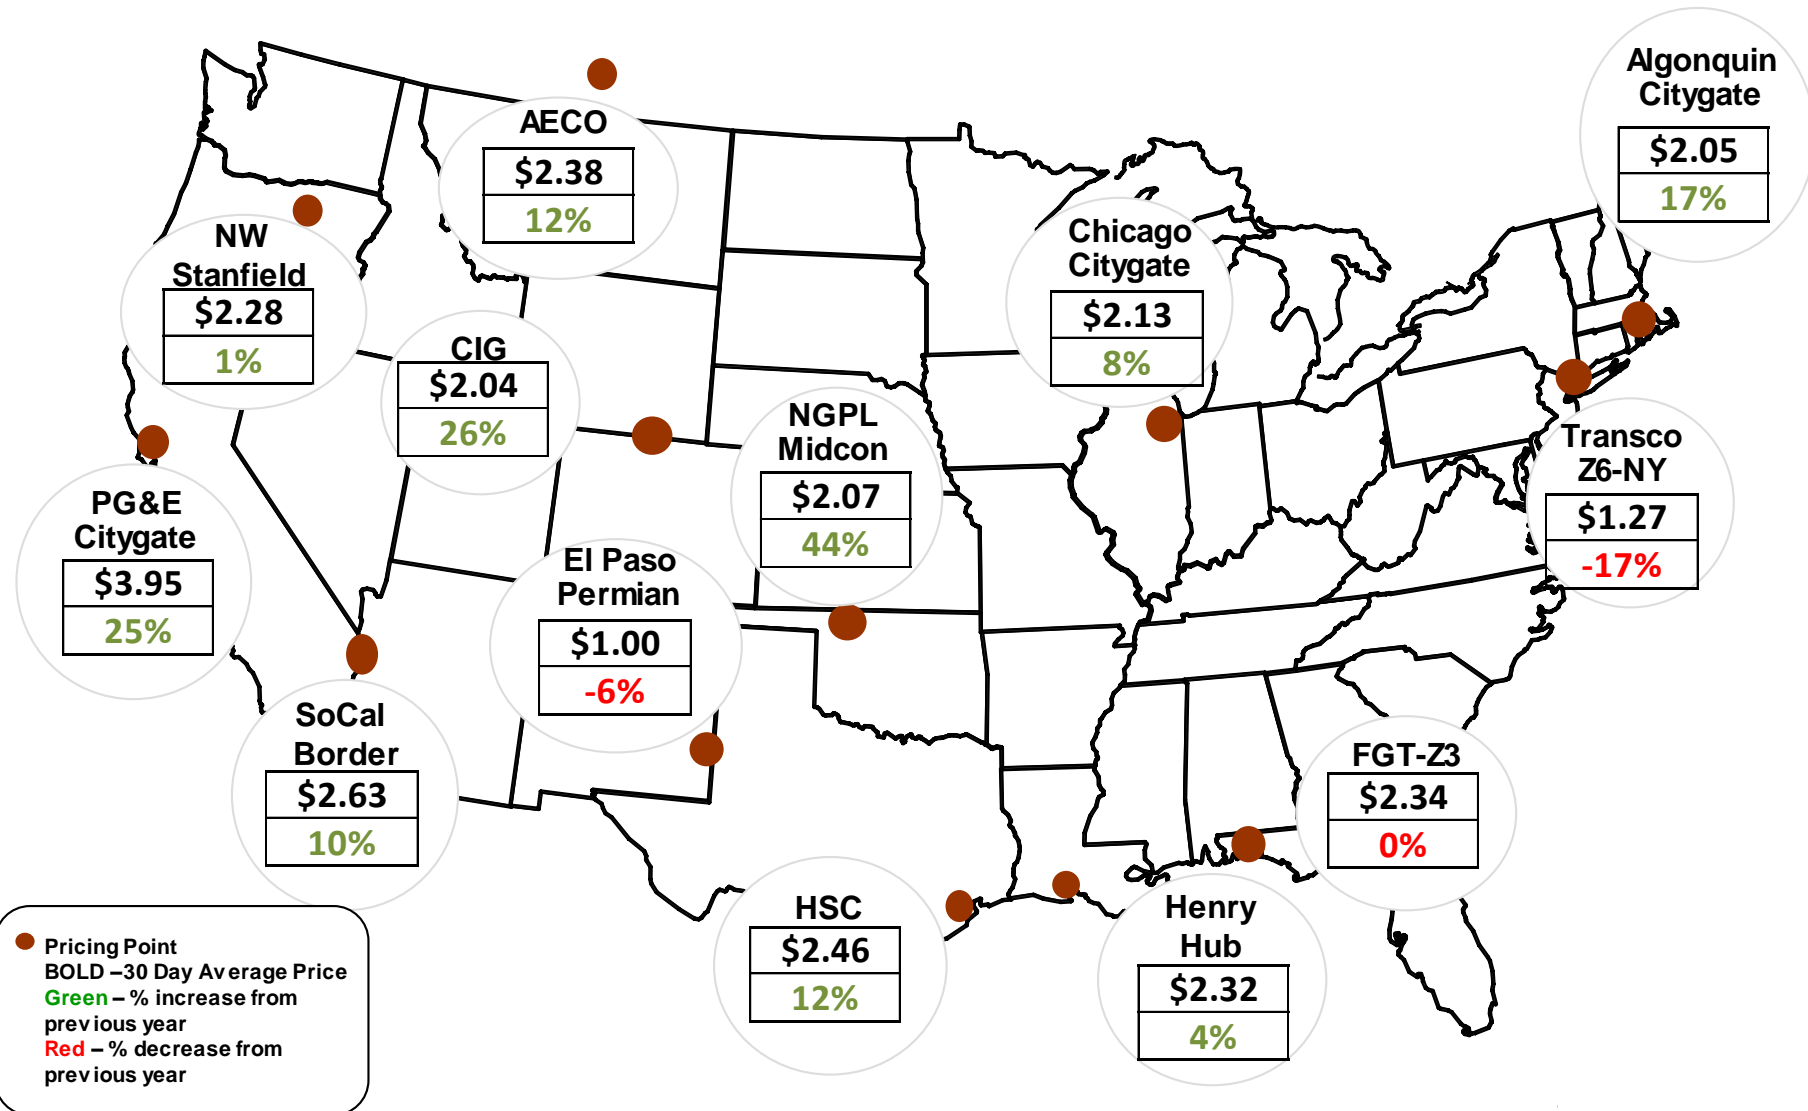 Algonquin
Citygate
$2.05
17%
AECO
$2.38
12%
NW
Stanfield
$2.28
1%
Chicago
Citygate
$2.13
8%
CIG
$2.04
26%
NGPL
Midcon
$2.07
44%
Transco
Z6-NY
$1.27
-17%
PG&E
Citygate
$3.95
25%
El Paso
Permian
$1.00
-6%
SoCal
Border
$2.63
10%
FGT-Z3
$2.34
0%
HSC
$2.46
12%
Henry
Hub
$2.32
4%
Pricing Point
BOLD –30 Day Average Price
Green – % increase from
previous year
Red – % decrease from
previous year